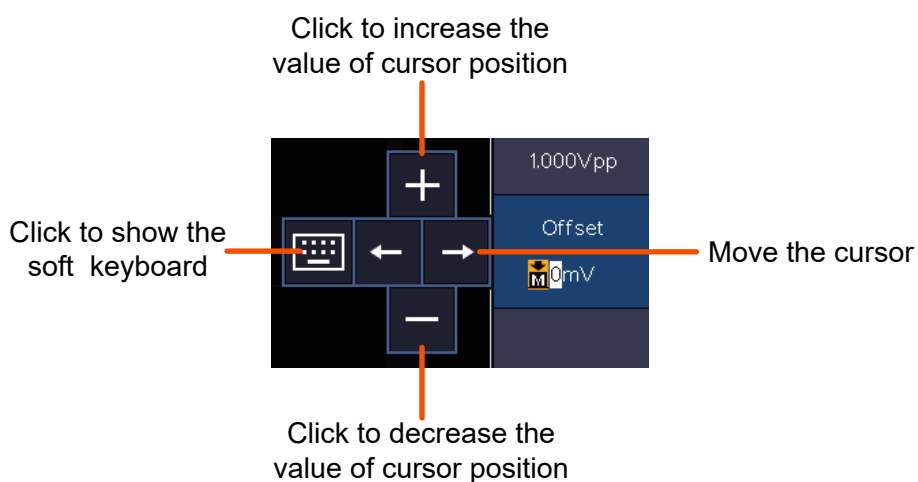 Click to increase the
value of cursor position
1.000Vpp
Offset
M
0mV
Click to show the
soft keyboard
Move the cursor
Click to decrease the
value of cursor position